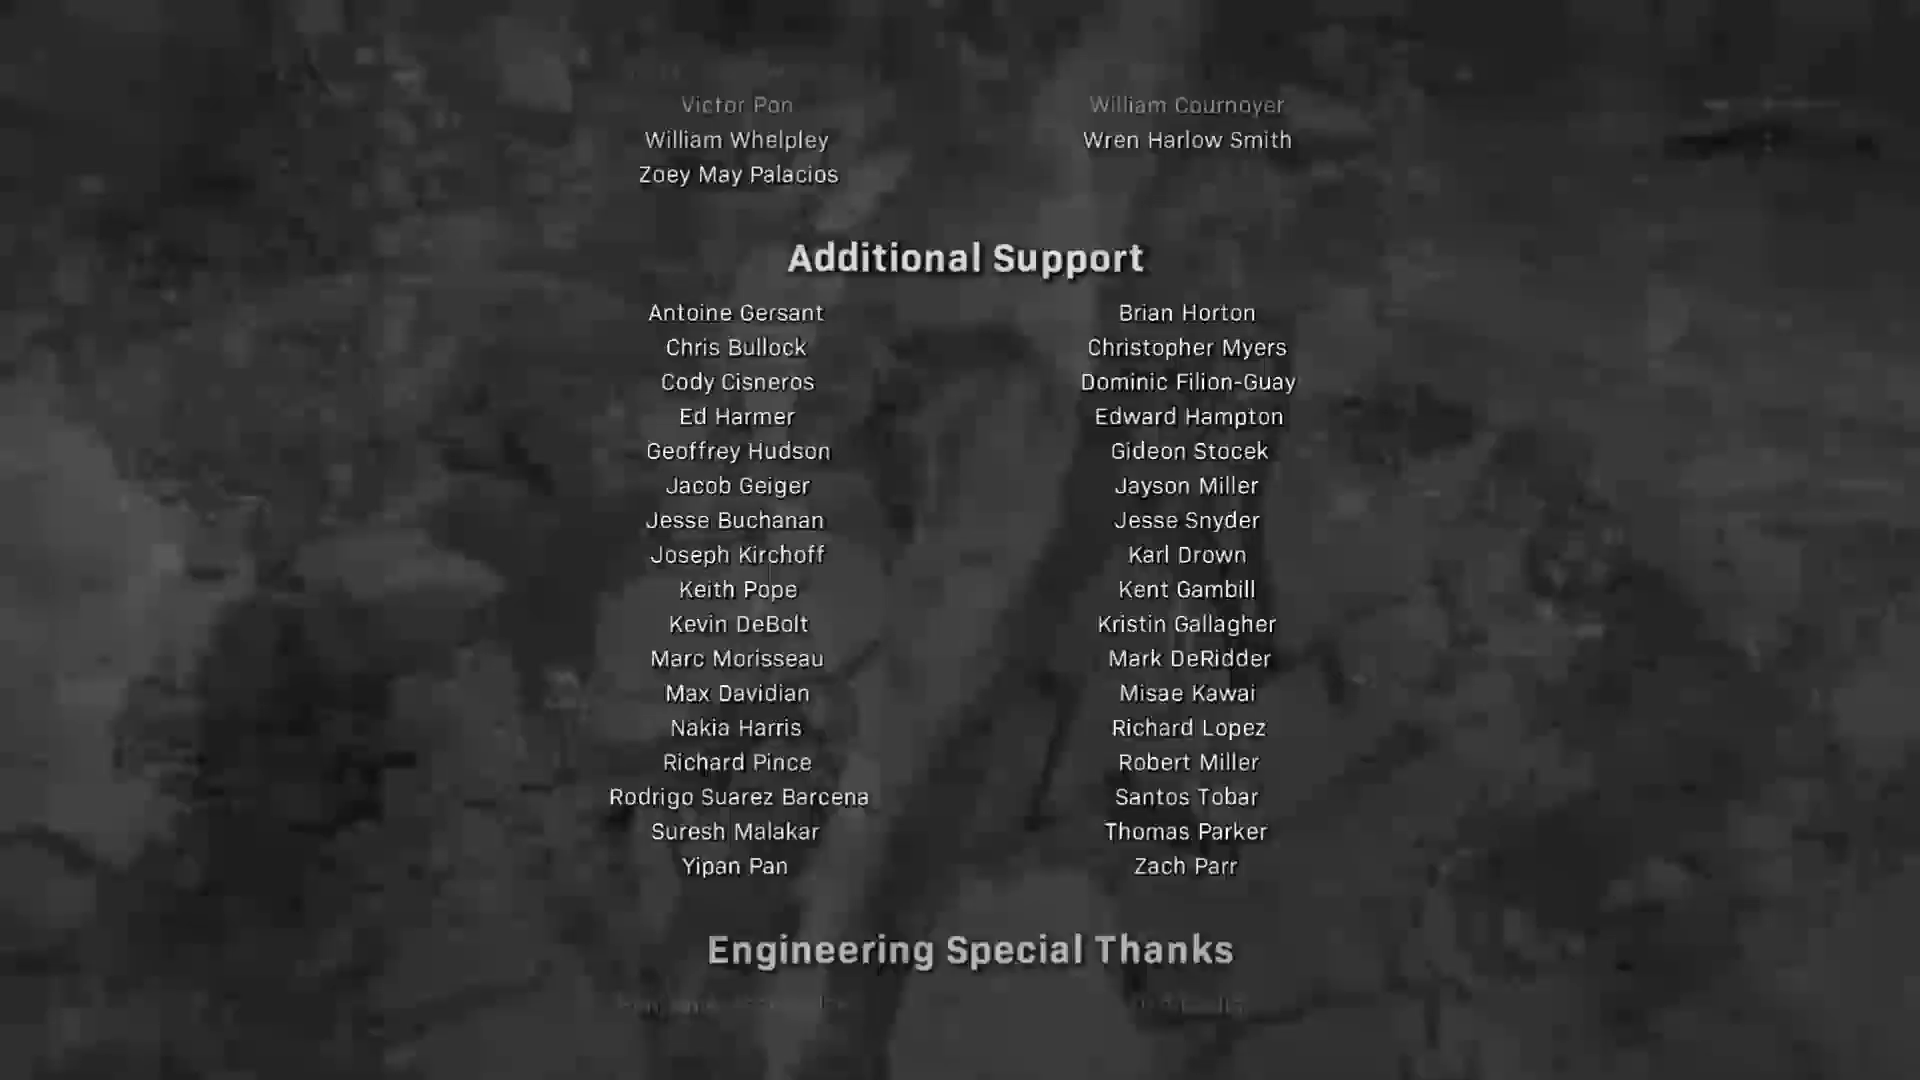 Victor Pon William Cournoyer
William Whelpley Wren Harlow Smith
Zoey May Palacios
Additional Support
Antoine Gersant Brian Horton
Chris Bullock Christopher Myers
Cody Cisneros Dominic Filion-Guay
Ed Harmer Edward Hampton
Geoffrey Hudson Gideon Stocek
Jacob Geiger Jayson Miller
Jesse Buchanan Jesse Snyder
Joseph Kirchoff Karl Drown
Keith Pope Kent Gambill
Kevin DeBolt Kristin Gallagher
Marc Morisseau Mark DeRidder
Max Davidian Misae Kawai
Nakia Harris Richard Lopez
Richard Pince Robert Miller
Rodrigo Suarez Barcena Santos Tobar
Suresh Malakar Thomas Parker
Yipan Pan Zach Parr
Engineering Special Thanks